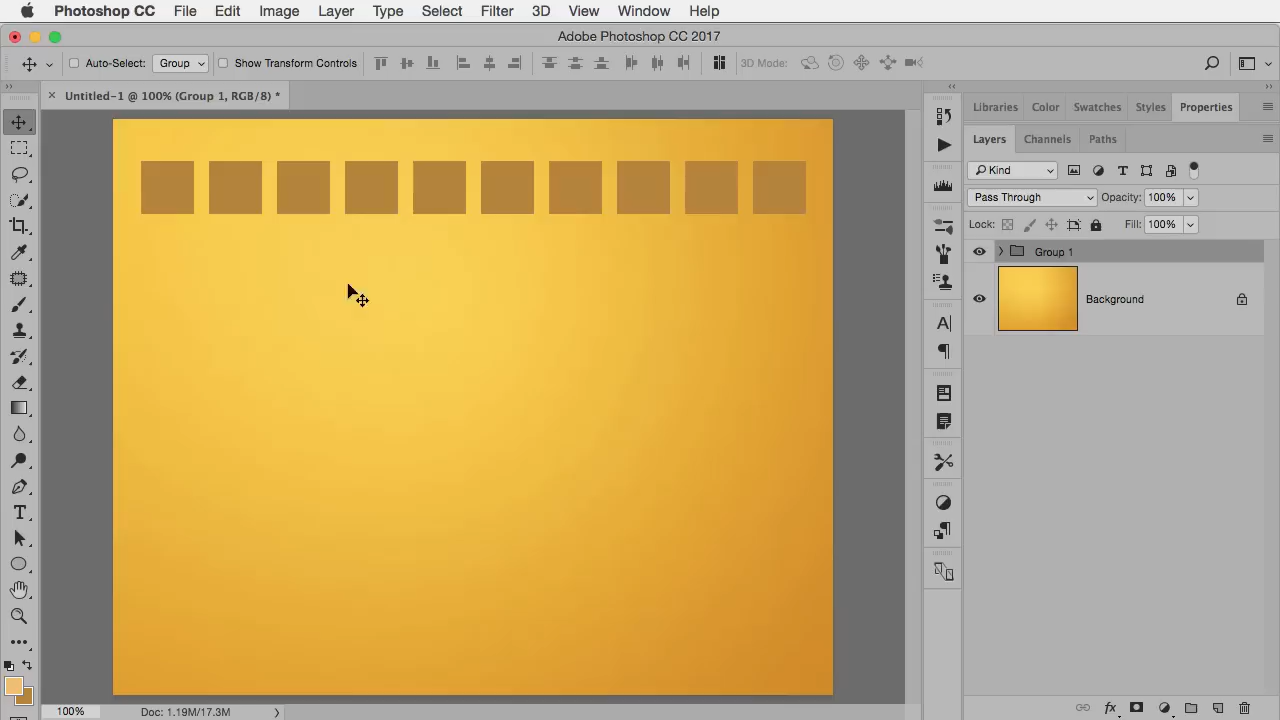 Photoshop CC File Edit Image Layer Type Select Filter 3D View Window Help
Adobe Photoshop CC 2017
Auto-Select: Group Show Transform Controls 3D Mode:
× Untitled-1 @ 100% (Group 1, RGB/8) *
Libraries Color Swatches Styles Properties
Layers Channels Paths
Kind
Pass Through Opacity: 100%
Lock: Fill: 100%
Group 1
Background
100% Doc: 1.19M/17.3M